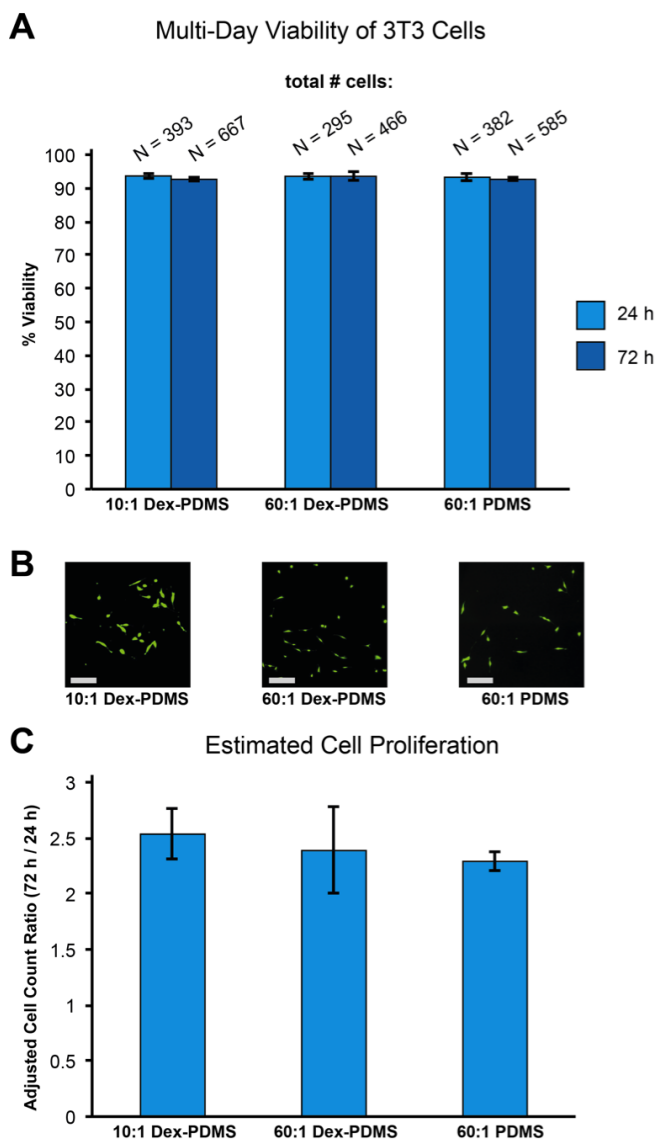 A
Multi-Day Viability of 3T3 Cells
total # cells:
N = 393
N = 667
N = 295
N = 466
N = 382
N = 585
% Viability
100
90
80
70
60
50
40
30
20
10
0
24 h
72 h
10:1 Dex-PDMS
60:1 Dex-PDMS
60:1 PDMS
B
10:1 Dex-PDMS
60:1 Dex-PDMS
60:1 PDMS
C
Estimated Cell Proliferation
Adjusted Cell Count Ratio (72 h / 24 h)
3
2.5
2
1.5
1
0.5
0
10:1 Dex-PDMS
60:1 Dex-PDMS
60:1 PDMS